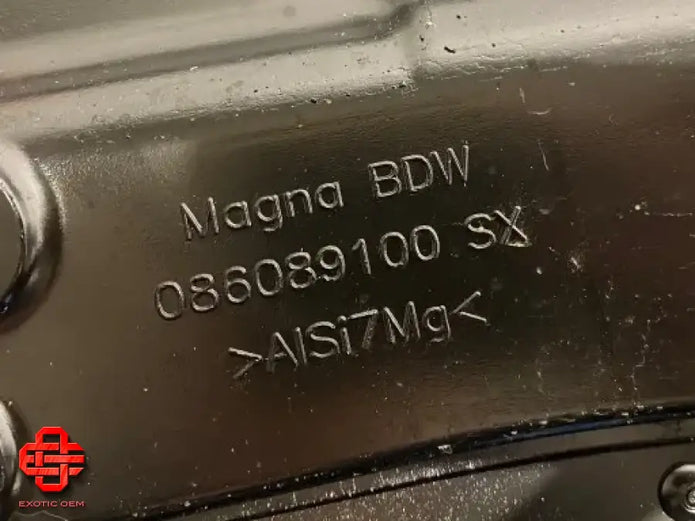 Magna BDW
086089100 SX
>AlSi7Mg<
EXOTIC OEM